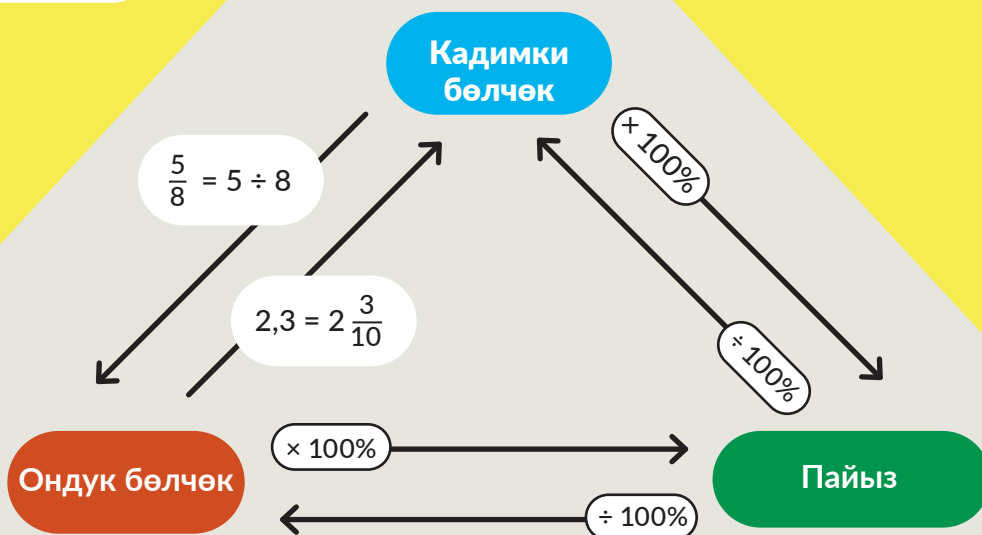 Кадимки
бөлчөк
+ 100%
5/8 = 5 ÷ 8
2,3 = 2 3/10
÷ 100%
× 100%
Ондук бөлчөк
Пайыз
÷ 100%